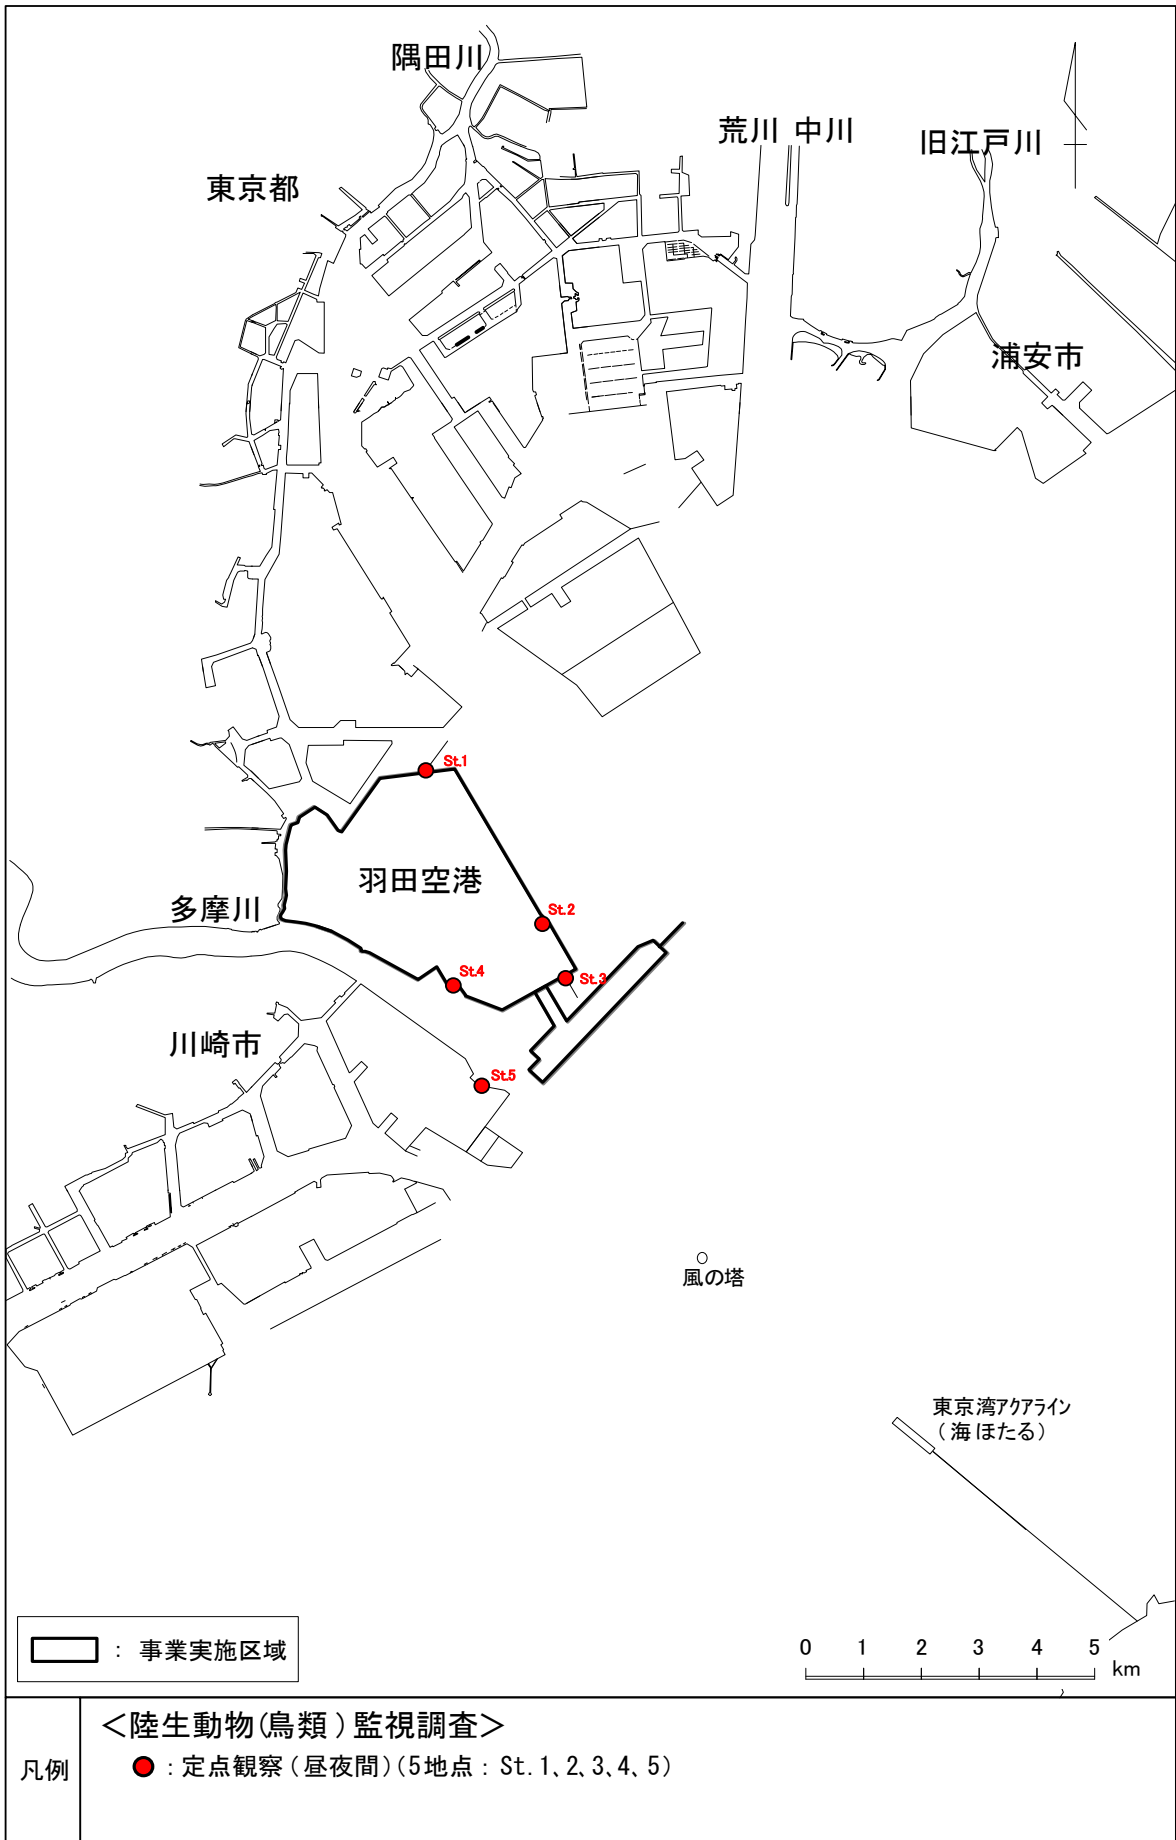 隅田川
荒川 中川
旧江戸川
東京都
浦安市
St.1
羽田空港
多摩川
St.2
St.4
St.3
川崎市
St.5
風の塔
東京湾アクアライン
（海ほたる）
： 事業実施区域
0 1 2 3 4 5
km
凡例
＜陸生動物(鳥類)監視調査＞
：定点観察（昼夜間）(5地点：St.1、2、3、4、5)